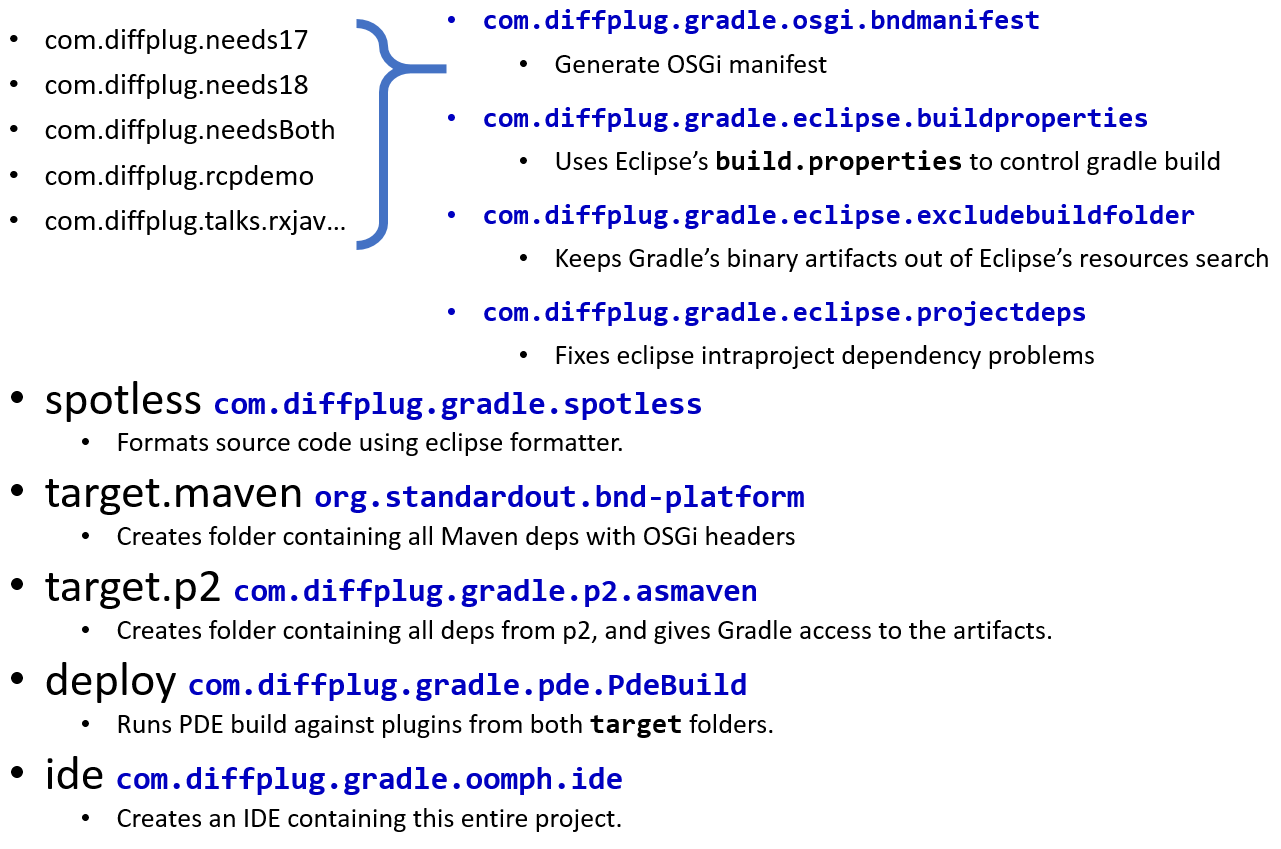 • com.diffplug.needs17
• com.diffplug.needs18
• com.diffplug.needsBoth
• com.diffplug.rcpdemo
• com.diffplug.talks.rxjav…
• com.diffplug.gradle.osgi.bndmanifest
• Generate OSGi manifest
• com.diffplug.gradle.eclipse.buildproperties
• Uses Eclipse’s build.properties to control gradle build
• com.diffplug.gradle.eclipse.excludebuildfolder
• Keeps Gradle’s binary artifacts out of Eclipse’s resources search
• com.diffplug.gradle.eclipse.projectdeps
• Fixes eclipse intraproject dependency problems
• spotless com.diffplug.gradle.spotless
• Formats source code using eclipse formatter.
• target.maven org.standardout.bnd-platform
• Creates folder containing all Maven deps with OSGi headers
• target.p2 com.diffplug.gradle.p2.asmaven
• Creates folder containing all deps from p2, and gives Gradle access to the artifacts.
• deploy com.diffplug.gradle.pde.PdeBuild
• Runs PDE build against plugins from both target folders.
• ide com.diffplug.gradle.oomph.ide
• Creates an IDE containing this entire project.